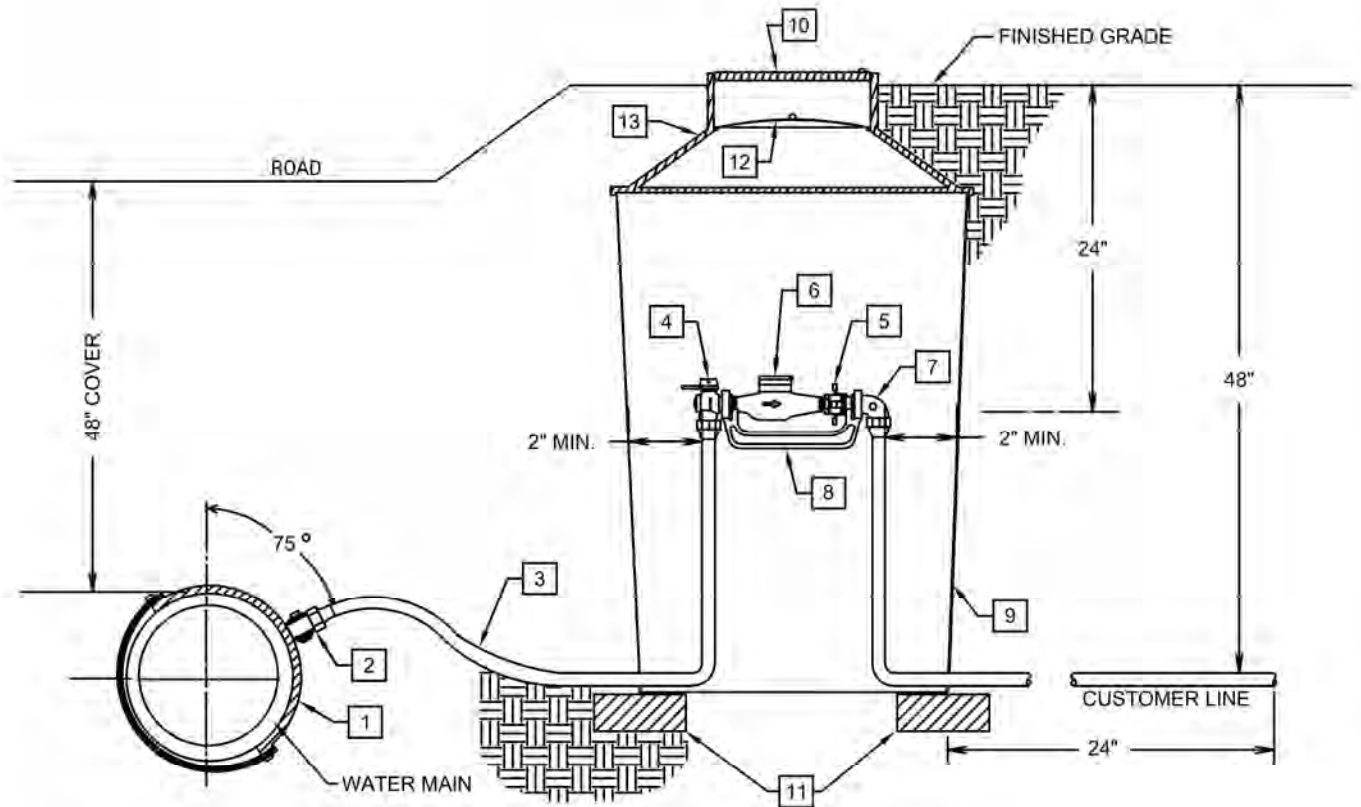 10
FINISHED GRADE
13
12
ROAD
24"
6
4
5
7
48" COVER
48"
2" MIN.
2" MIN.
8
75°
3
9
2
CUSTOMER LINE
1
24"
WATER MAIN
11